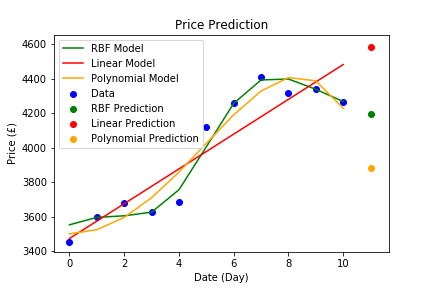 Price Prediction
RBF Model
Linear Model
Polynomial Model
Data
RBF Prediction
Linear Prediction
Polynomial Prediction
4600
4400
4200
4000
3800
3600
3400
Price (£)
0 2 4 6 8 10
Date (Day)